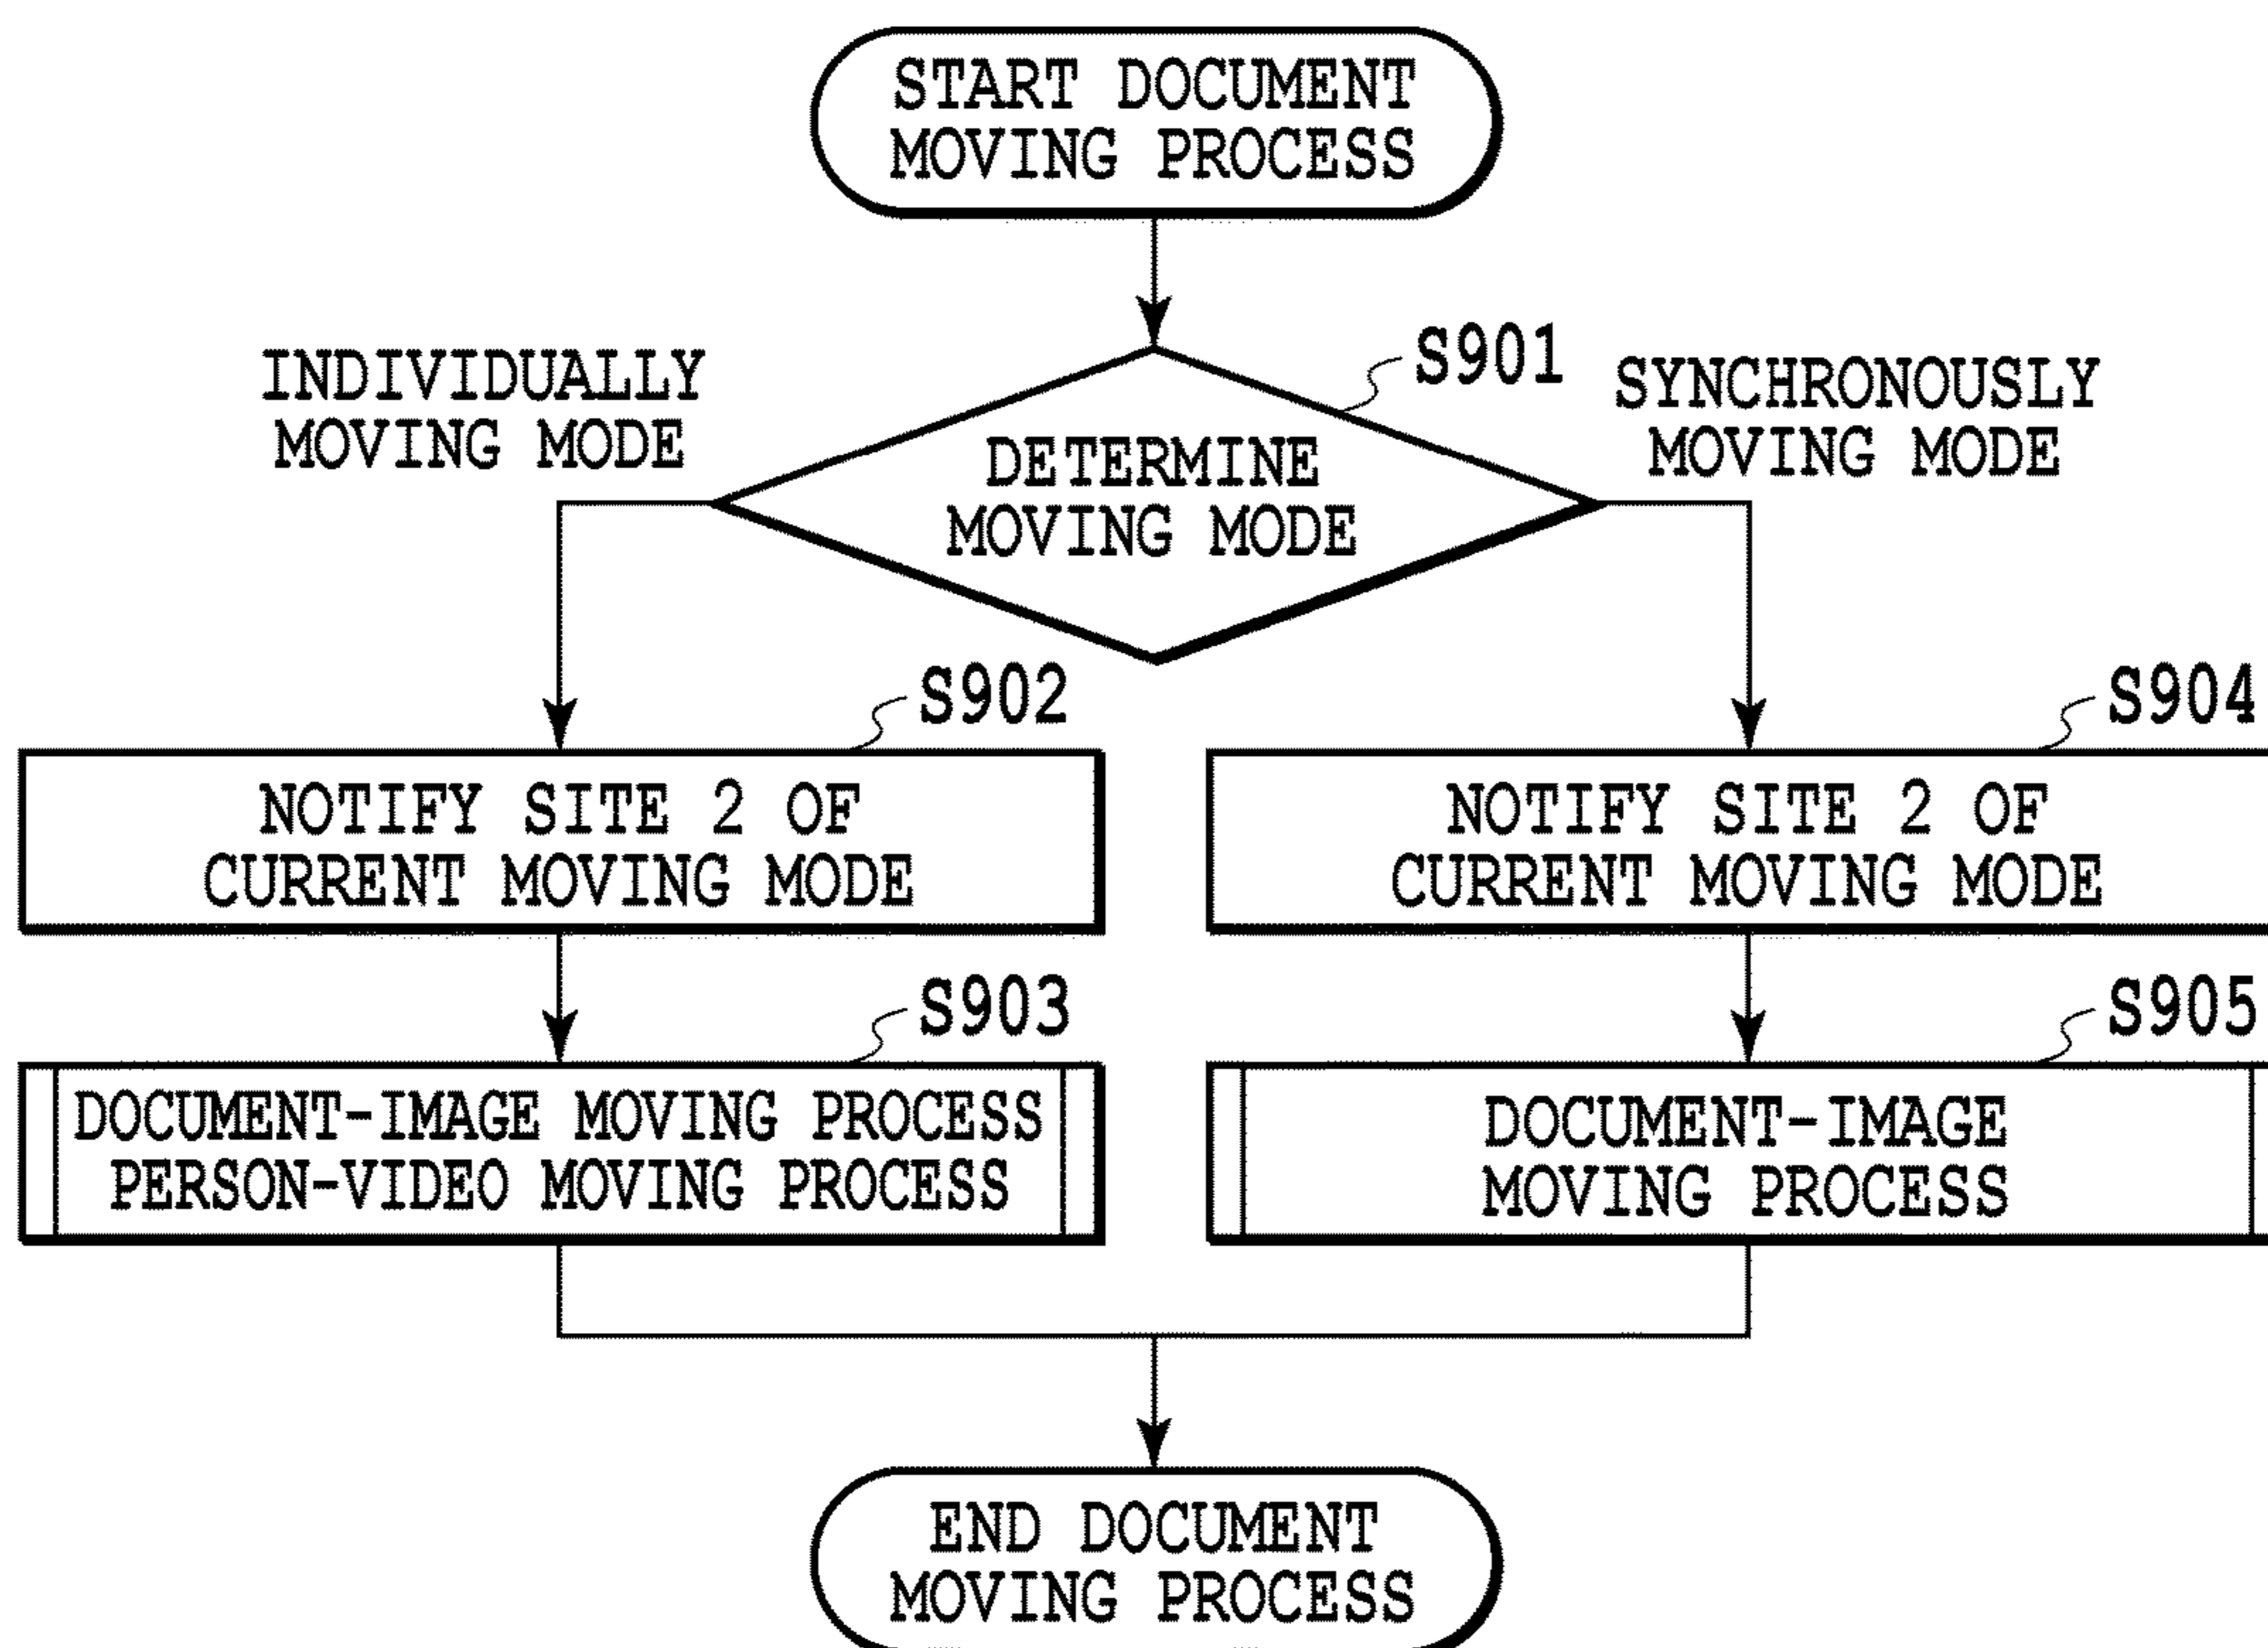 START DOCUMENT
MOVING PROCESS
S901
INDIVIDUALLY
MOVING MODE
SYNCHRONOUSLY
MOVING MODE
DETERMINE
MOVING MODE
S902
S904
NOTIFY SITE 2 OF
CURRENT MOVING MODE
NOTIFY SITE 2 OF
CURRENT MOVING MODE
S903
S905
DOCUMENT-IMAGE MOVING PROCESS
PERSON-VIDEO MOVING PROCESS
DOCUMENT-IMAGE
MOVING PROCESS
END DOCUMENT
MOVING PROCESS